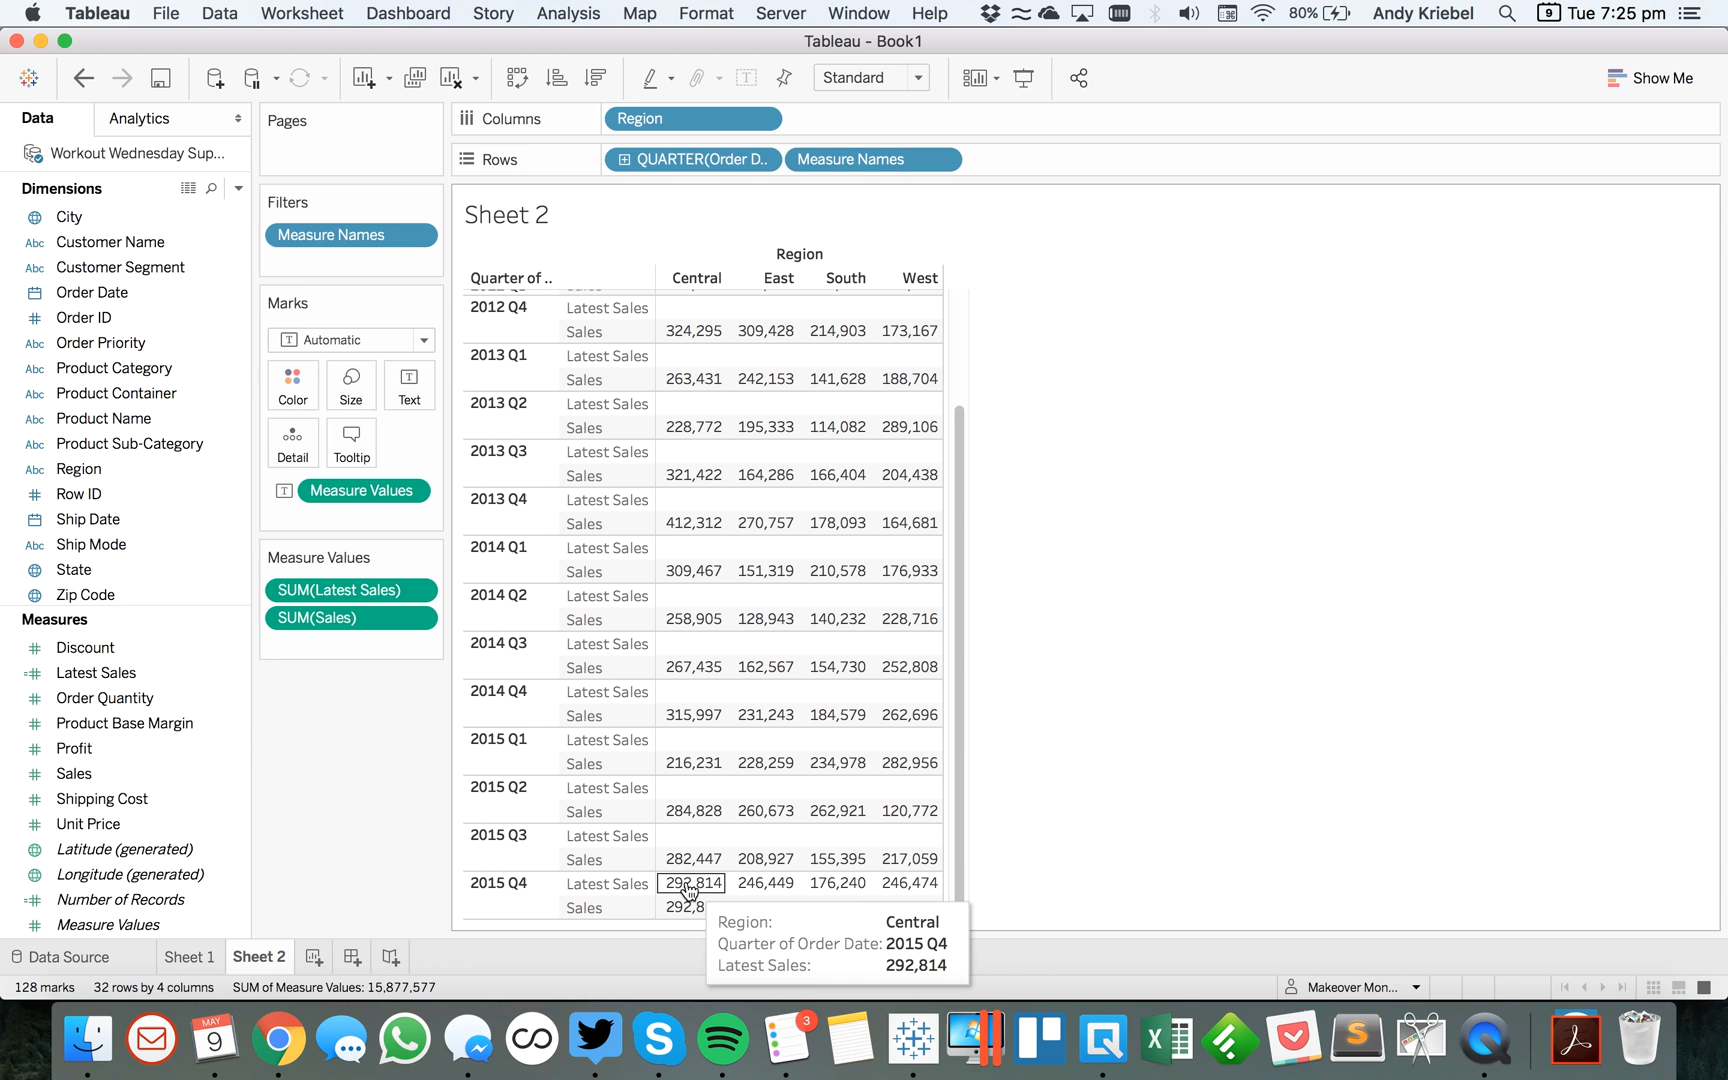 Tableau File Data Worksheet Dashboard Story Analysis Map Format Server Window Help 80% Andy Kriebel 9 Tue 7:25 pm
Tableau - Book1
Standard Show Me
Data Analytics Pages Columns Region
Workout Wednesday Sup... Rows QUARTER(Order D.. Measure Names
Dimensions Filters
Measure Names
Sheet 2
City
Abc Customer Name
Abc Customer Segment
Order Date
Order ID
Abc Order Priority
Abc Product Category
Abc Product Container
Abc Product Name
Abc Product Sub-Category
Abc Region
Row ID
Ship Date
Abc Ship Mode
State
Zip Code
Measures
Discount
Latest Sales
Order Quantity
Product Base Margin
Profit
Sales
Shipping Cost
Unit Price
Latitude (generated)
Longitude (generated)
Number of Records
Measure Values
Marks
Automatic
Color Size Text
Detail Tooltip
Measure Values
Measure Values
SUM(Latest Sales)
SUM(Sales)
Region
Quarter of .. Central East South West
2012 Q4 Latest Sales
Sales 324,295 309,428 214,903 173,167
2013 Q1 Latest Sales
Sales 263,431 242,153 141,628 188,704
2013 Q2 Latest Sales
Sales 228,772 195,333 114,082 289,106
2013 Q3 Latest Sales
Sales 321,422 164,286 166,404 204,438
2013 Q4 Latest Sales
Sales 412,312 270,757 178,093 164,681
2014 Q1 Latest Sales
Sales 309,467 151,319 210,578 176,933
2014 Q2 Latest Sales
Sales 258,905 128,943 140,232 228,716
2014 Q3 Latest Sales
Sales 267,435 162,567 154,730 252,808
2014 Q4 Latest Sales
Sales 315,997 231,243 184,579 262,696
2015 Q1 Latest Sales
Sales 216,231 228,259 234,978 282,956
2015 Q2 Latest Sales
Sales 284,828 260,673 262,921 120,772
2015 Q3 Latest Sales
Sales 282,447 208,927 155,395 217,059
2015 Q4 Latest Sales 292,814 246,449 176,240 246,474
Sales 292,8
Region: Central
Quarter of Order Date: 2015 Q4
Latest Sales: 292,814
Data Source Sheet 1 Sheet 2
128 marks 32 rows by 4 columns SUM of Measure Values: 15,877,577 Makeover Mon...
MAY
9
3